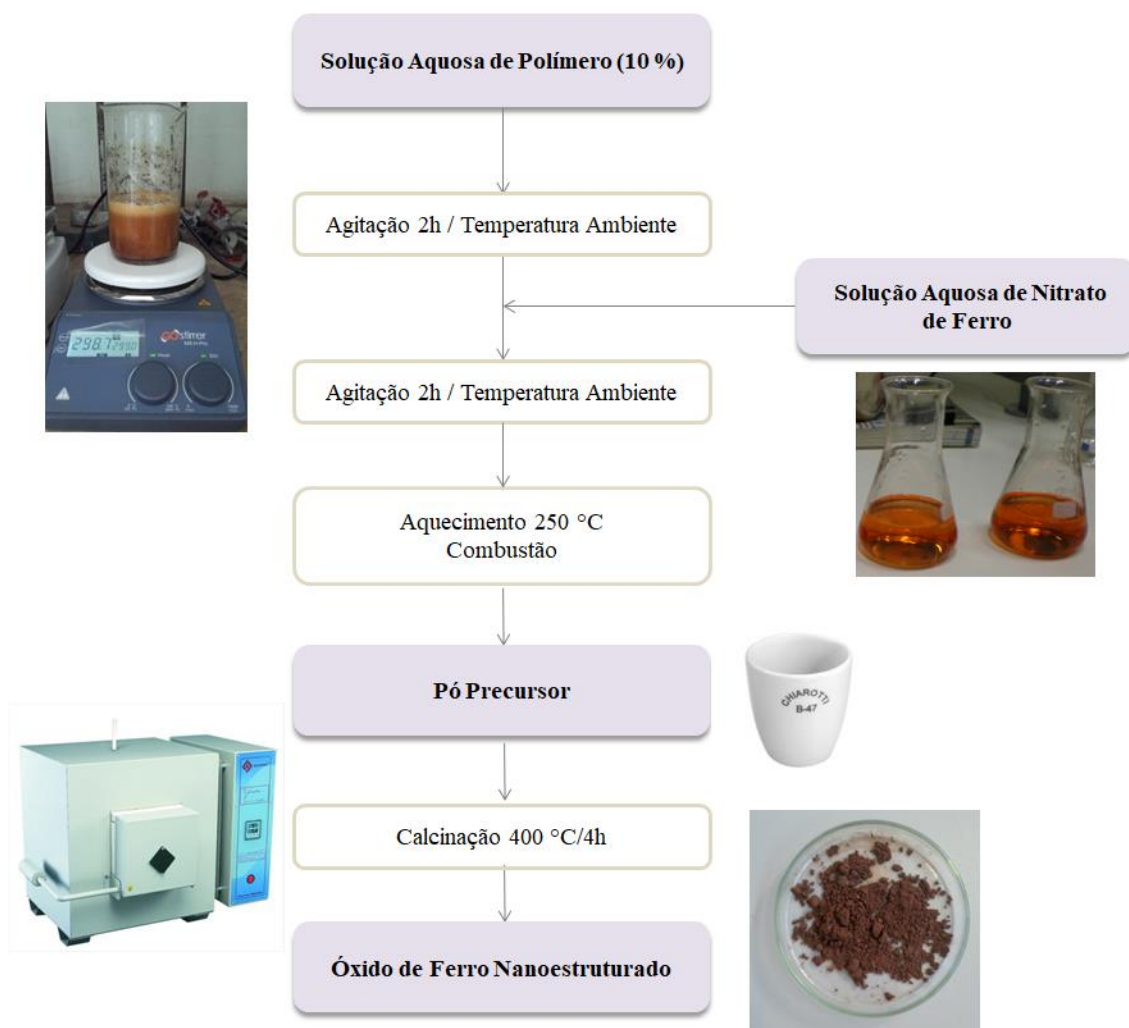 Solução Aquosa de Polímero (10 %)
Agitação 2h / Temperatura Ambiente
Solução Aquosa de Nitrato
de Ferro
Agitação 2h / Temperatura Ambiente
Aquecimento 250 °C
Combustão
Pó Precursor
CHIAROTTI
B-47
Calcinação 400 °C/4h
Óxido de Ferro Nanoestruturado